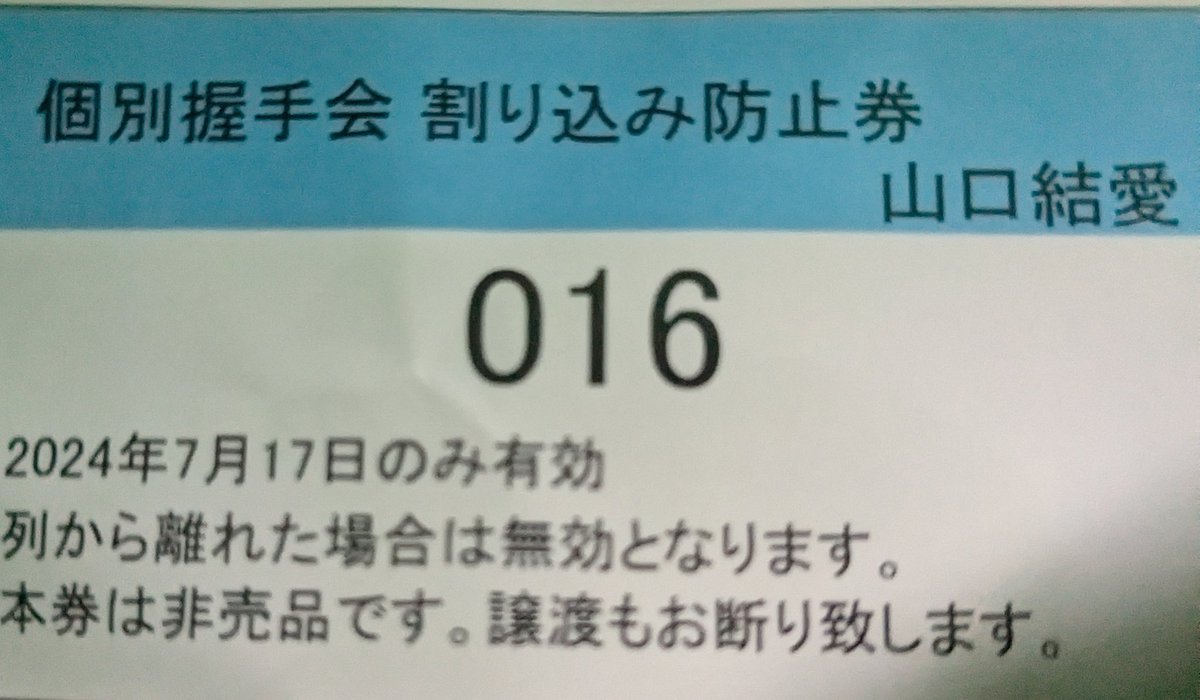 個別握手会 割り込み防止券
山口結愛
016
2024年7月17日のみ有効
列から離れた場合は無効となります。
本券は非売品です。譲渡もお断り致します。